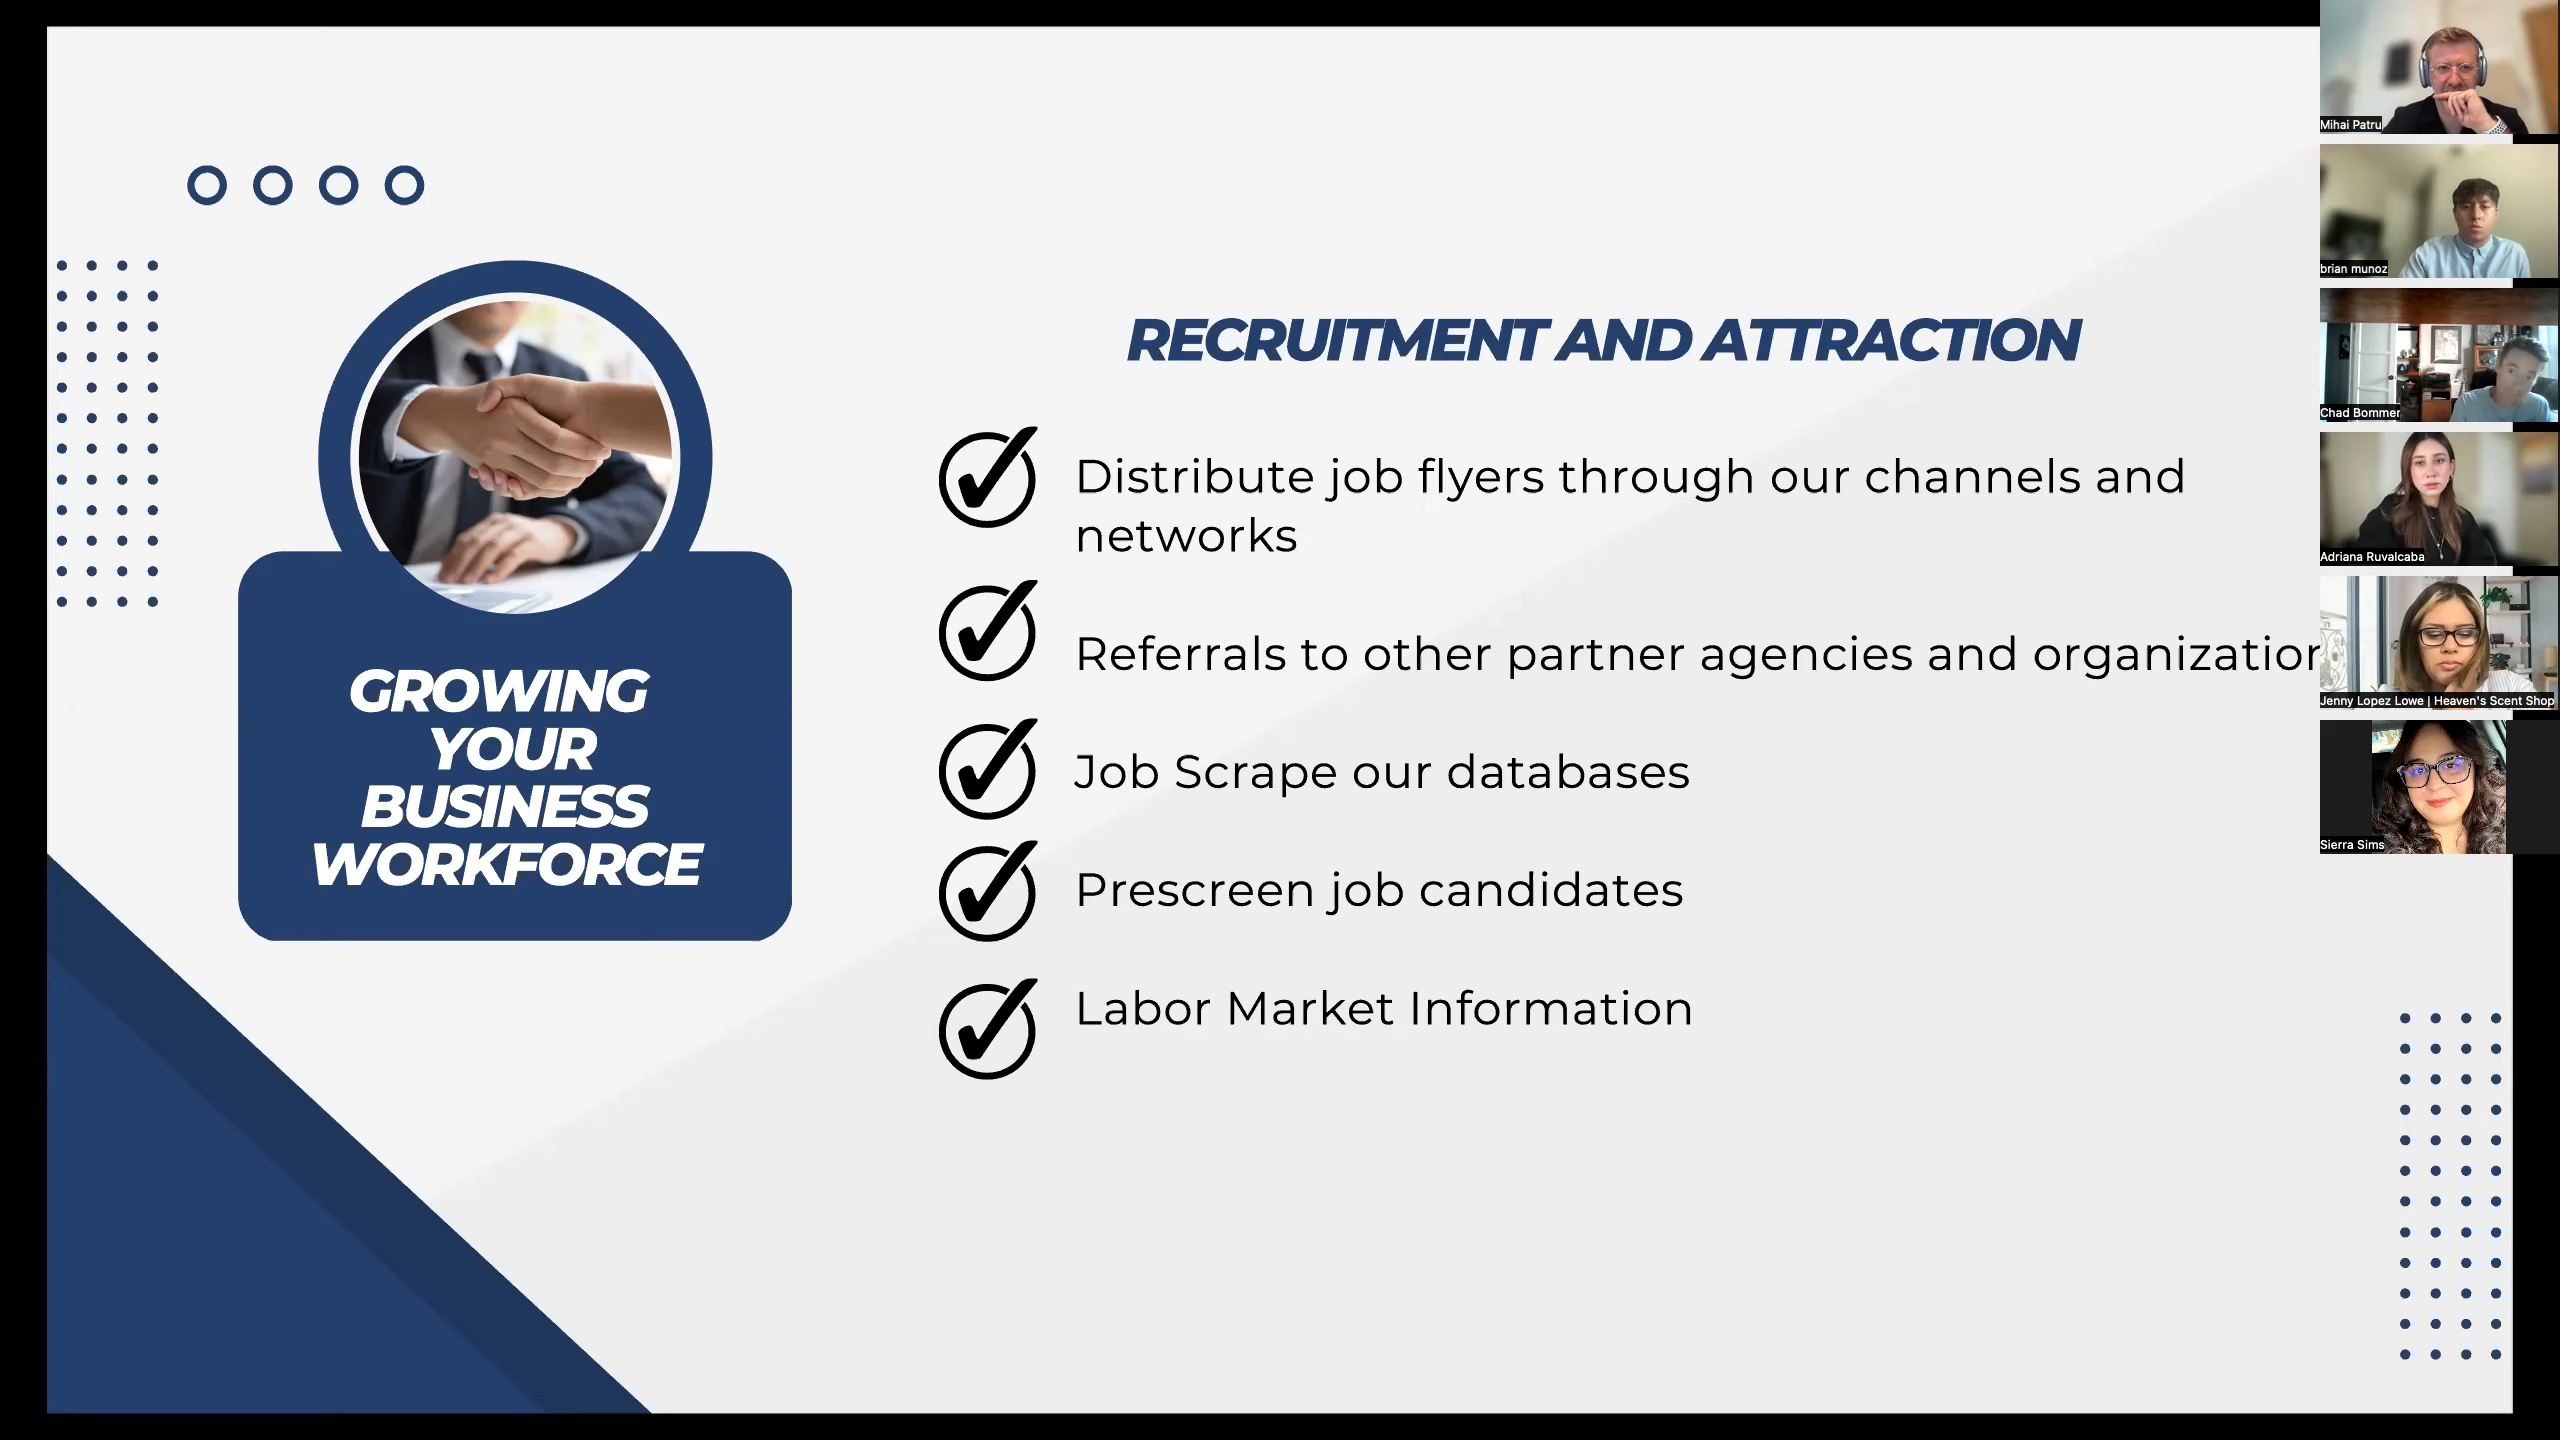 GROWING
YOUR
BUSINESS
WORKFORCE
RECRUITMENT AND ATTRACTION
Distribute job flyers through our channels and
networks
Referrals to other partner agencies and organization
Job Scrape our databases
Prescreen job candidates
Labor Market Information
Mihai Patru
brian munoz
Chad Bommer
Adriana Ruvalcaba
Jenny Lopez Lowe | Heaven's Scent Shop
Sierra Sims